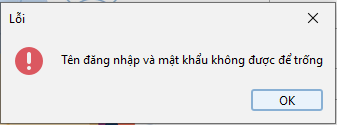 Lỗi
Tên đăng nhập và mật khẩu không được để trống
OK